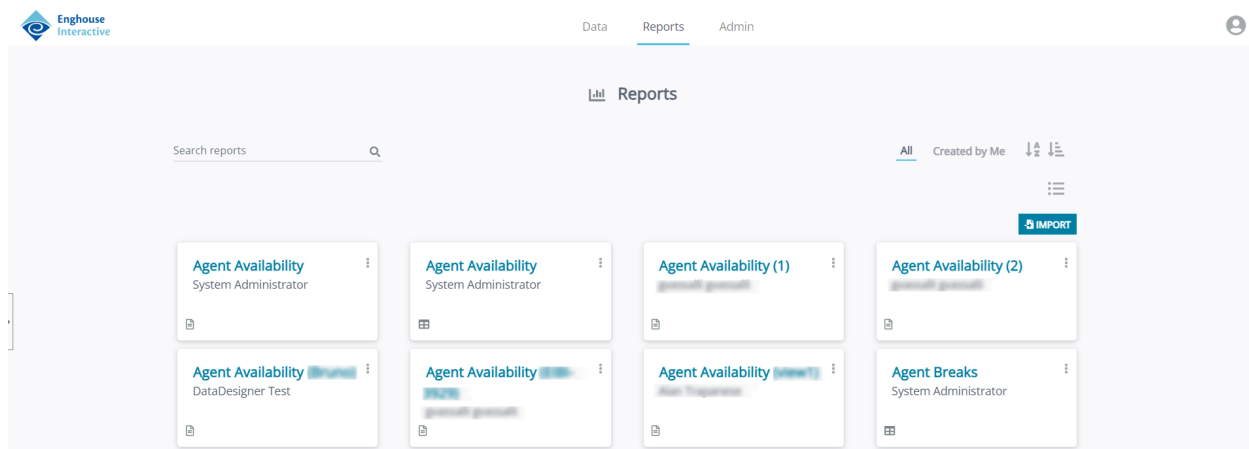 Enghouse
Interactive
Data Reports Admin
Reports
Search reports
All Created by Me
IMPORT
Agent Availability
System Administrator
Agent Availability
System Administrator
Agent Availability (1)
Agent Availability (2)
Agent Availability
DataDesigner Test
Agent Availability
Agent Availability
Agent Breaks
System Administrator